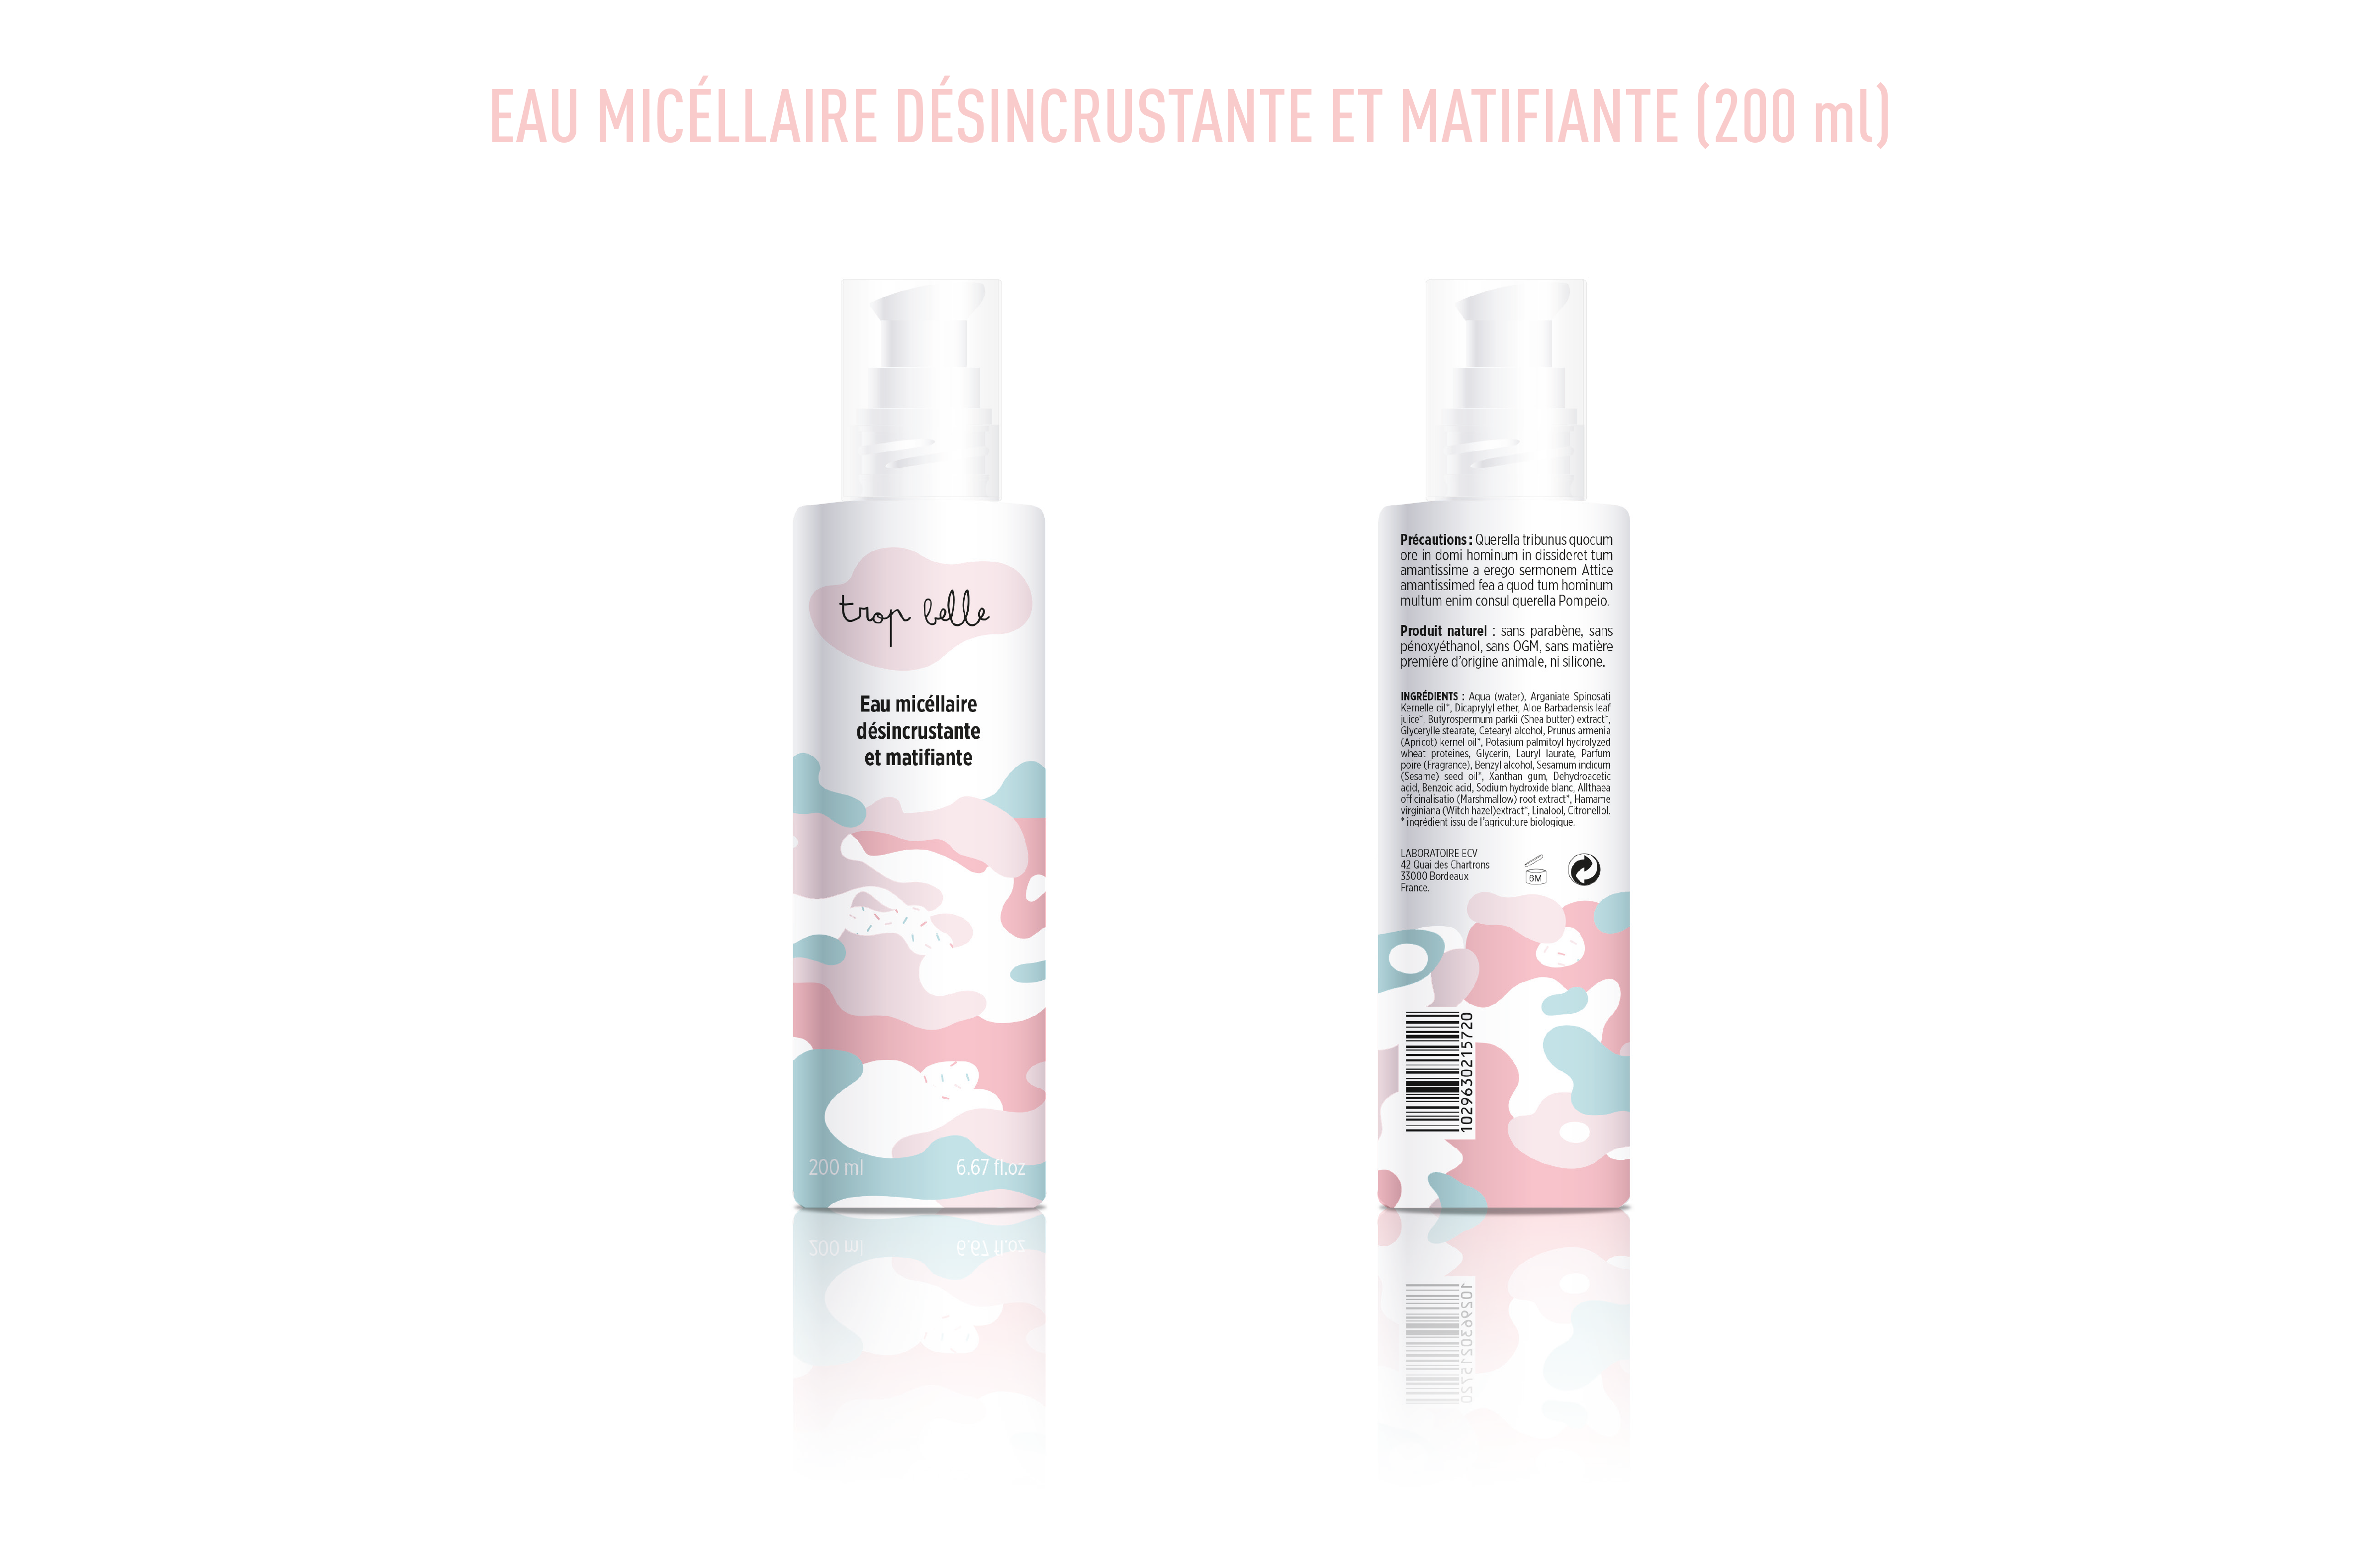 EAU MICÉLLAIRE DÉSINCRUSTANTE ET MATIFIANTE (200 ml)
trop belle
Eau micéllaire
désincrustante
et matifiante
200 ml
6.67 fl.oz
Précautions : Querella tribunus quocum
ore in domi hominum in dissideret tum
amantissime a erego sermonem Attice
amantissimed fea a quod tum hominum
multum enim consul querella Pompeio.
Produit naturel : sans parabène, sans
pénoxyéthanol, sans OGM, sans matière
première d'origine animale, ni silicone.
INGRÉDIENTS : Aqua (water), Arganiate Spinosati
Kernelle oil*, Dicaprylyl ether, Aloe Barbadensis leaf
juice*, Butyrospermum parkii (Shea butter) extract*,
Glycerylle stearate, Cetearyl alcohol, Prunus armenia
(Apricot) kernel oil*, Potasium palmitoyl hydrolyzed
wheat proteines, Glycerin, Lauryl laurate, Parfum
poire (Fragrance), Benzyl alcohol, Sesamum indicum
(Sesame) seed oil*, Xanthan gum, Dehydroacetic
acid, Benzoic acid, Sodium hydroxide blanc, Allthaea
officinalisatio (Marshmallow) root extract*, Hamame
virginiana (Witch hazel)extract*, Linalool, Citronellol.
* ingrédient issu de l'agriculture biologique.
LABORATOIRE ECV
42 Quai des Chartrons
33000 Bordeaux
France.
6M
1029630215720